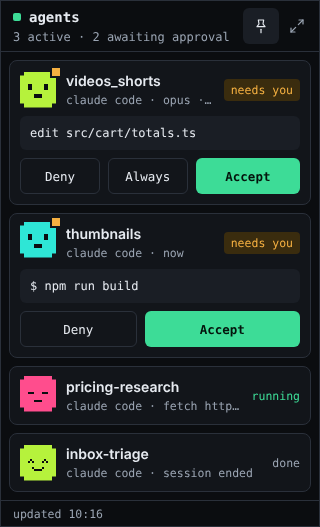 agents
3 active · 2 awaiting approval
videos_shorts
claude code · opus ·…
needs you
edit src/cart/totals.ts
Deny
Always
Accept
thumbnails
claude code · now
needs you
$ npm run build
Deny
Accept
pricing-research
claude code · fetch http…
running
inbox-triage
claude code · session ended
done
updated 10:16